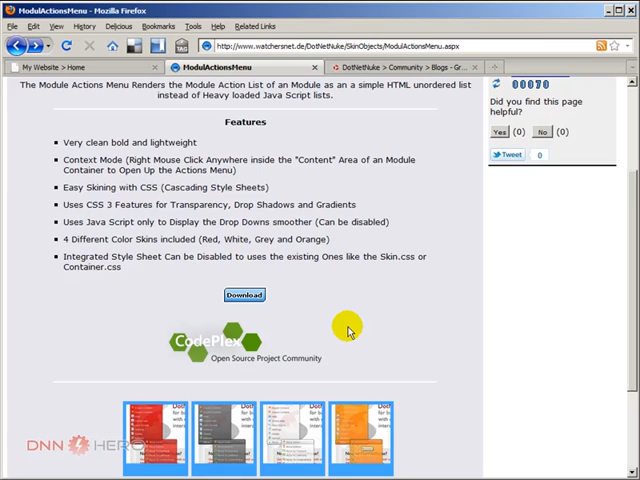 ModulActionsMenu - Mozilla Firefox
File Edit View History Delicious Bookmarks Tools Help Related Links
http://www.watchersnet.de/DotNetNuke/SkinObjects/ModulActionsMenu.aspx
My Website > Home
ModulActionsMenu
DotNetNuke > Community > Blogs - Gr...
The Module Actions Menu Renders the Module Action List of an Module as an a simple HTML unordered list
instead of Heavy loaded Java Script lists.
00070
Did you find this page
helpful?
Yes (0) No (0)
Tweet 0
Features
Very clean bold and lightweight
Context Mode (Right Mouse Click Anywhere inside the "Content" Area of an Module
Container to Open Up the Actions Menu)
Easy Skining with CSS (Cascading Style Sheets)
Uses CSS 3 Features for Transparency, Drop Shadows and Gradients
Uses Java Script only to Display the Drop Downs smoother (Can be disabled)
4 Different Color Skins included (Red, White, Grey and Orange)
Integrated Style Sheet Can be Disabled to uses the existing Ones like the Skin.css or
Container.css
Download
CodePlex
Open Source Project Community
DNN HERO